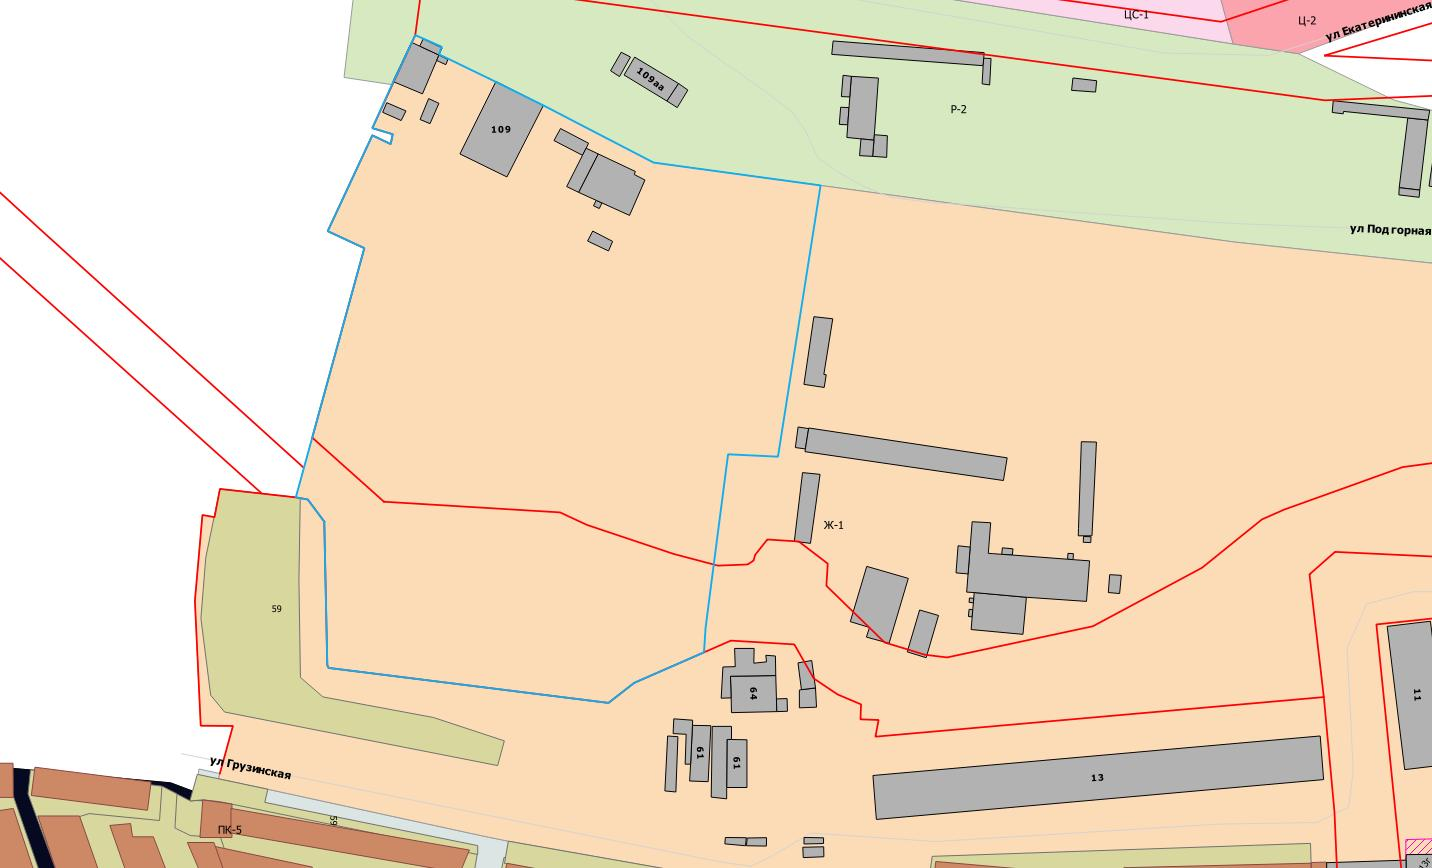 ЦС-1
Ц-2
ул Екатерининская
109аа
109
Р-2
ул Подгорная
Ж-1
59
64
61
61
11
13
ул Грузинская
59
ПК-5